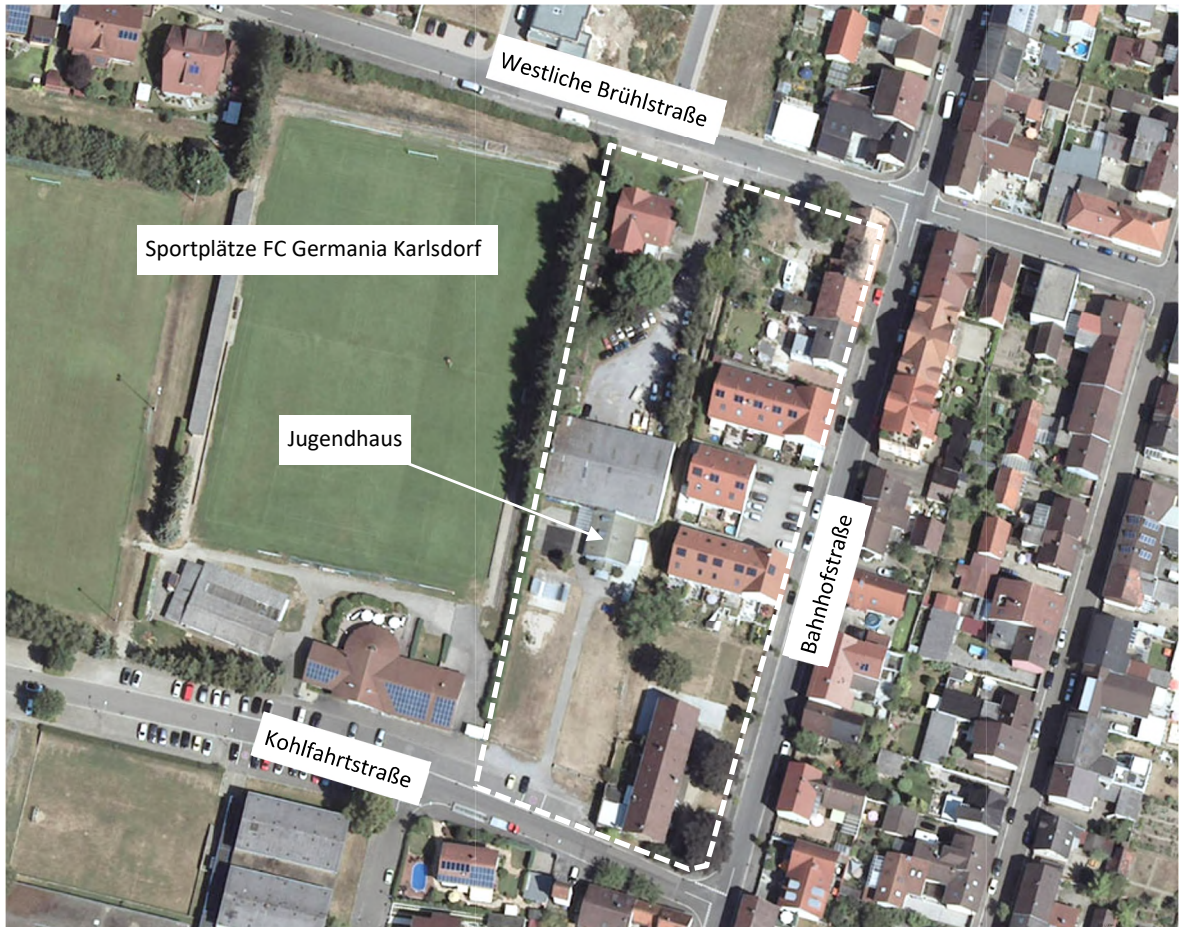 Westliche Brühlstraße
Sportplätze FC Germania Karlsdorf
Jugendhaus
Bahnhofstraße
Kohlfahrtstraße